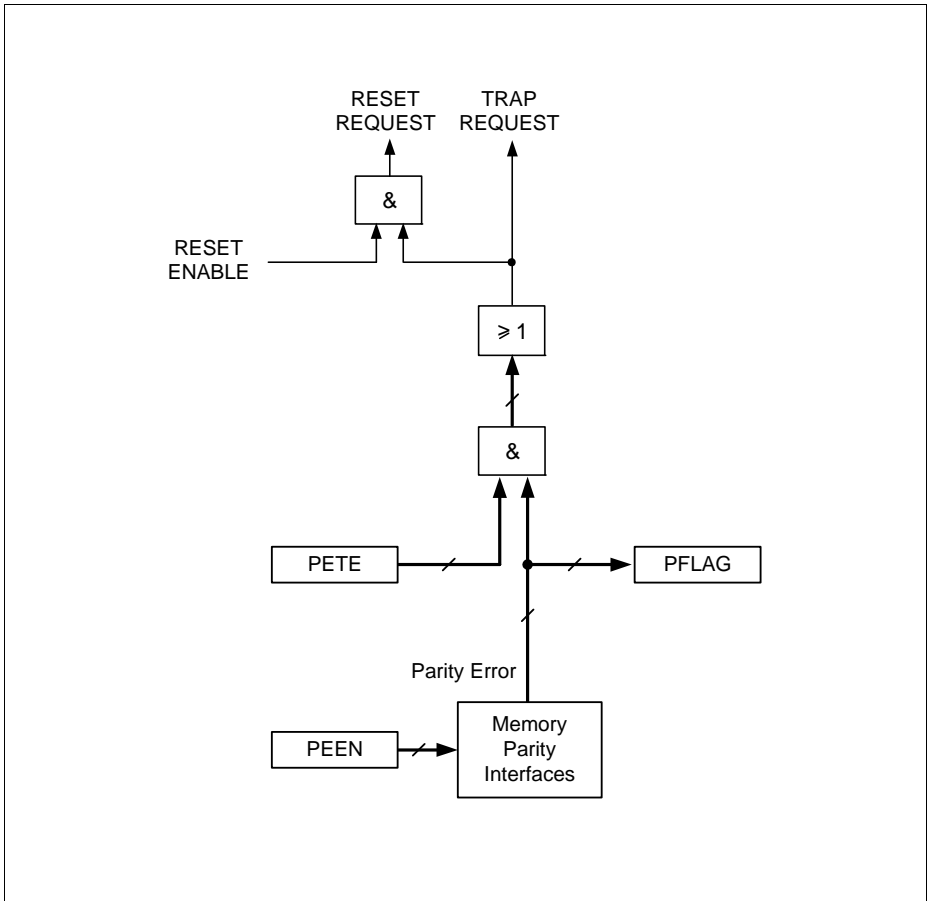 RESET
REQUEST
TRAP
REQUEST
&
RESET
ENABLE
⩾ 1
&
PETE
PFLAG
Parity Error
PEEN
Memory
Parity
Interfaces